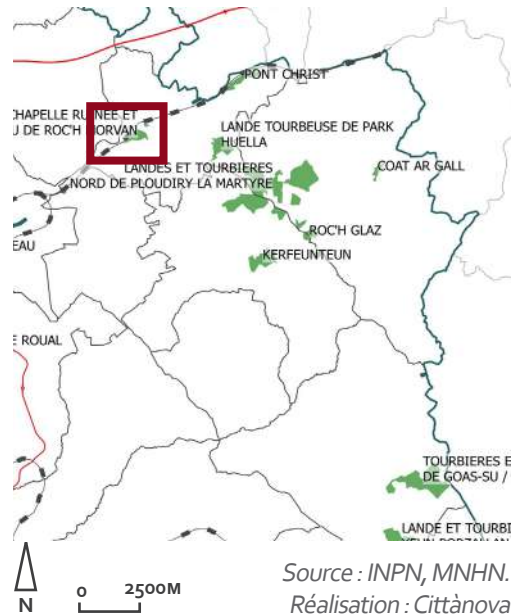 PONT CHRIST
CHAPELLE RUINEE ET
U DE ROC'H MORVAN
LANDE TOURBEUSE DE PARK
HUELLA
COAT AR GALL
LANDES ET TOURBIERES
NORD DE PLOUDIRY LA MARTYRE
ROC'H GLAZ
EAU
KERFEUNTEUN
E ROUAL
TOURBIERES E
DE GOAS-SU /
LANDE ET TOURBI
N
0 2500M
Source : INPN, MNHN.
Réalisation : Cittànova